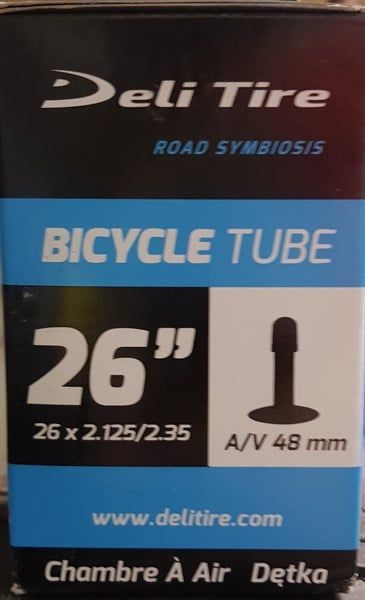 Deli Tire
ROAD SYMBIOSIS
BICYCLE TUBE
26”
26 x 2.125/2.35
A/V 48 mm
www.delitire.com
Chambre À Air Dętka